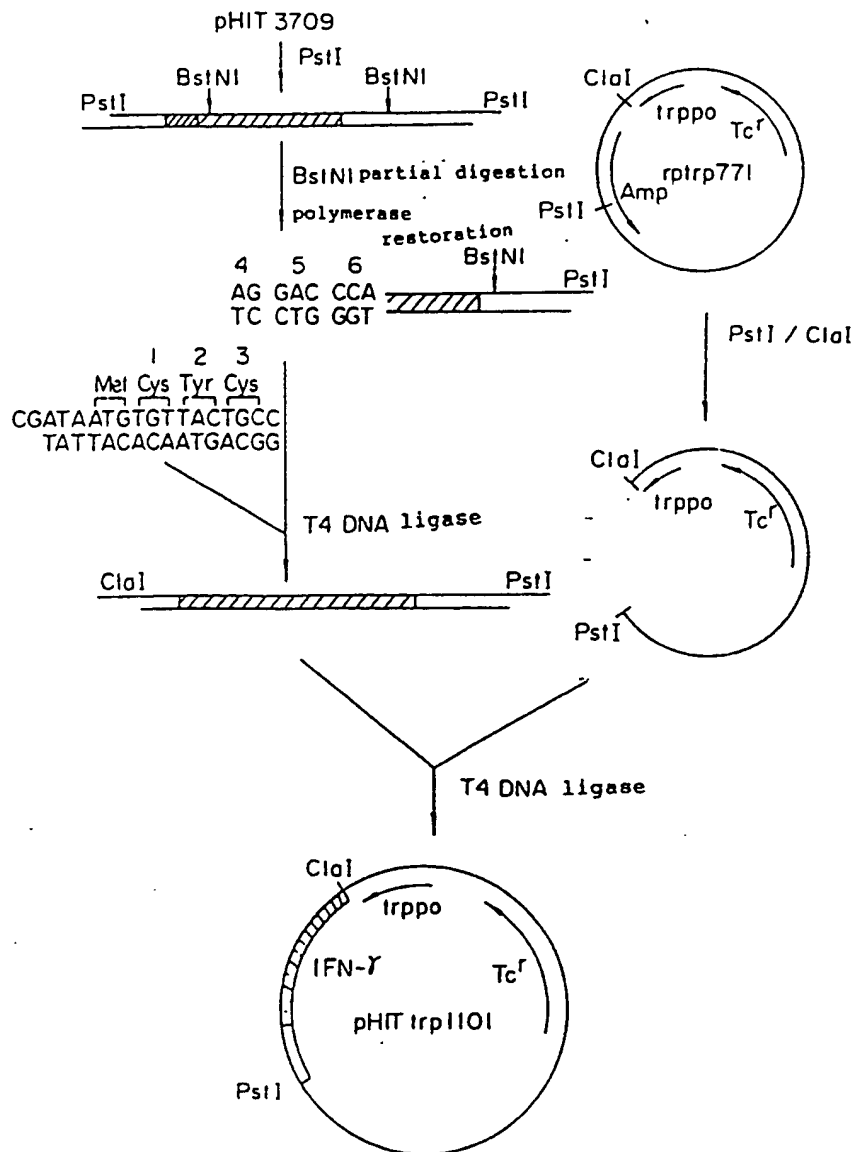 pHIT 3709
PstI
BstNI
BstNI
PstI
PstI
BstNI partial digestion
polymerase
restoration
4 5 6
BstNI
PstI
AG GAC CCA
TC CTG GGT
ClaI
trppo
Tcʳ
rptrp771
Amp
PstI
PstI / ClaI
1 2 3
Met Cys Tyr Cys
CGATAATGTGTTACTGCC
TATTACACAATGACGG
T4 DNA ligase
ClaI
PstI
ClaI
trppo
Tcʳ
PstI
T4 DNA ligase
ClaI
trppo
IFN-γ
Tcʳ
pHIT trp1101
PstI